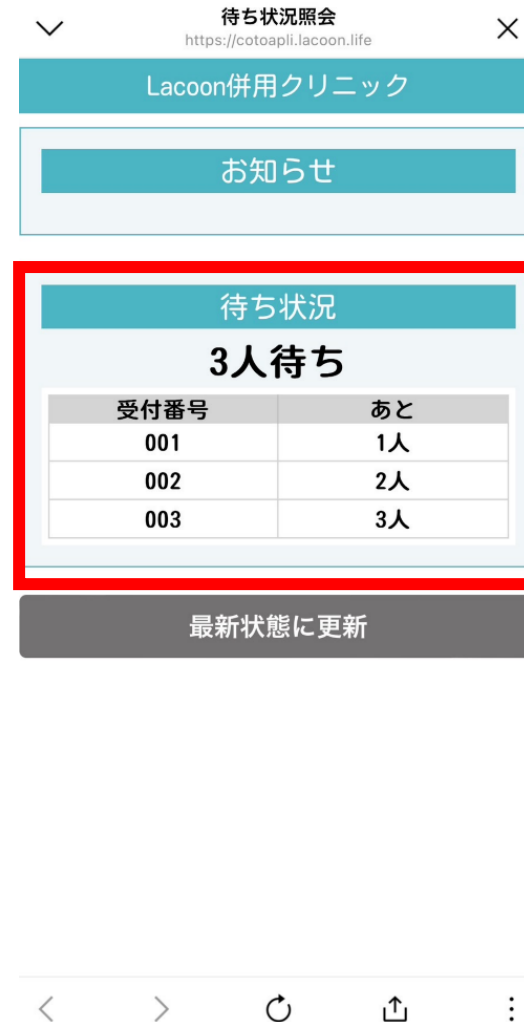 待ち状況照会
https://cotoapli.lacoon.life
Lacoon併用クリニック
お知らせ
待ち状況
3人待ち
受付番号 あと
001 1人
002 2人
003 3人
最新状態に更新